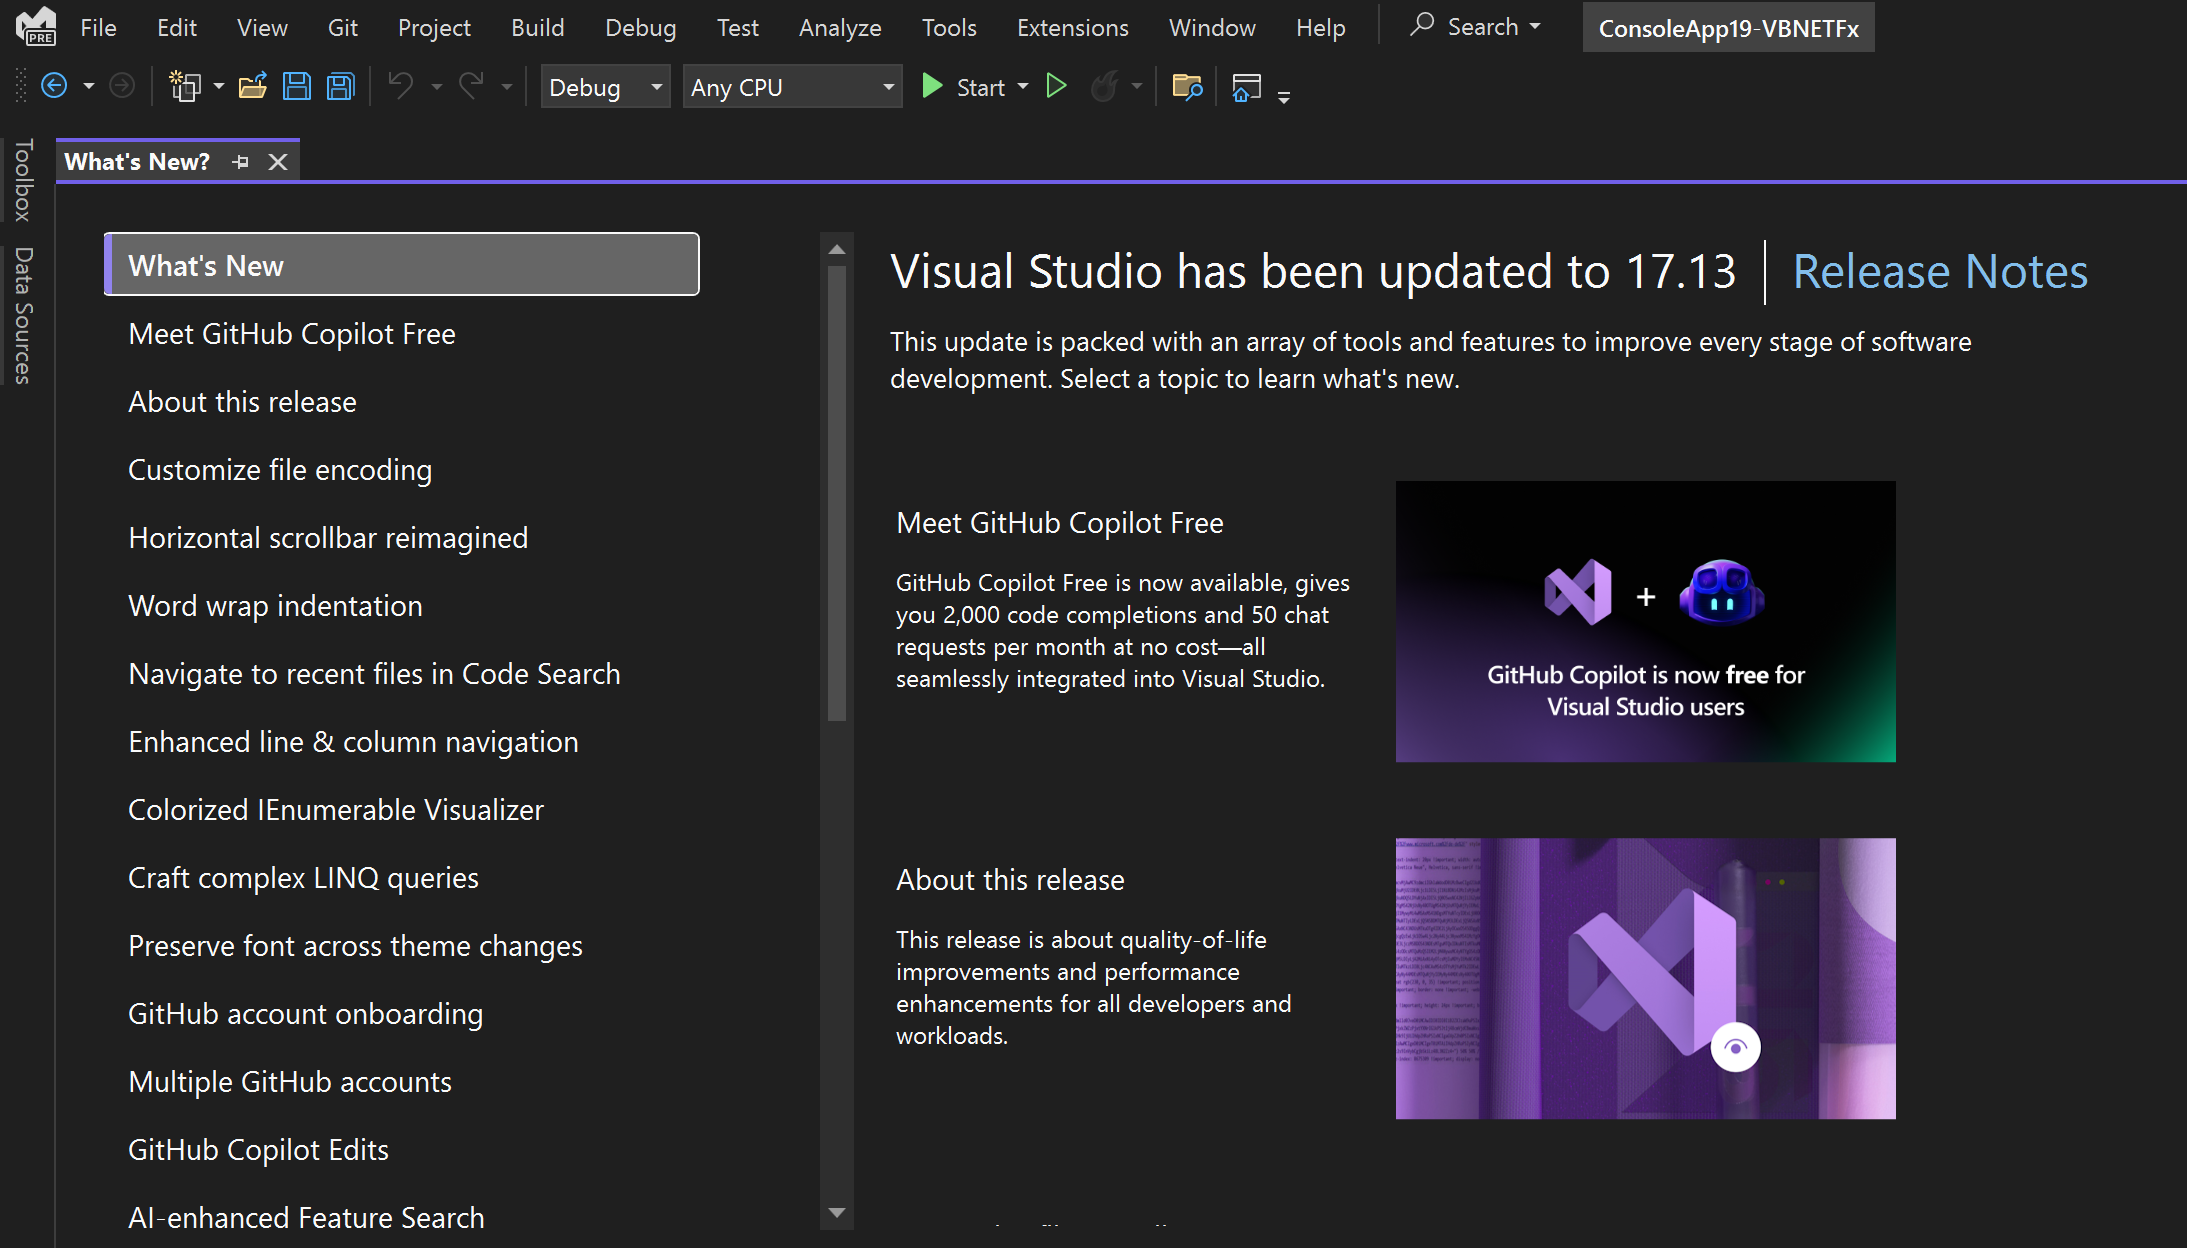 PRE
File Edit View Git Project Build Debug Test Analyze Tools Extensions Window Help Search ConsoleApp19-VBNETFx
Debug Any CPU Start
Toolbox
Data Sources
What's New?
What's New
Meet GitHub Copilot Free
About this release
Customize file encoding
Horizontal scrollbar reimagined
Word wrap indentation
Navigate to recent files in Code Search
Enhanced line & column navigation
Colorized IEnumerable Visualizer
Craft complex LINQ queries
Preserve font across theme changes
GitHub account onboarding
Multiple GitHub accounts
GitHub Copilot Edits
AI-enhanced Feature Search
Visual Studio has been updated to 17.13 Release Notes
This update is packed with an array of tools and features to improve every stage of software
development. Select a topic to learn what's new.
Meet GitHub Copilot Free
GitHub Copilot Free is now available, gives
you 2,000 code completions and 50 chat
requests per month at no cost—all
seamlessly integrated into Visual Studio.
+
GitHub Copilot is now free for
Visual Studio users
About this release
This release is about quality-of-life
improvements and performance
enhancements for all developers and
workloads.